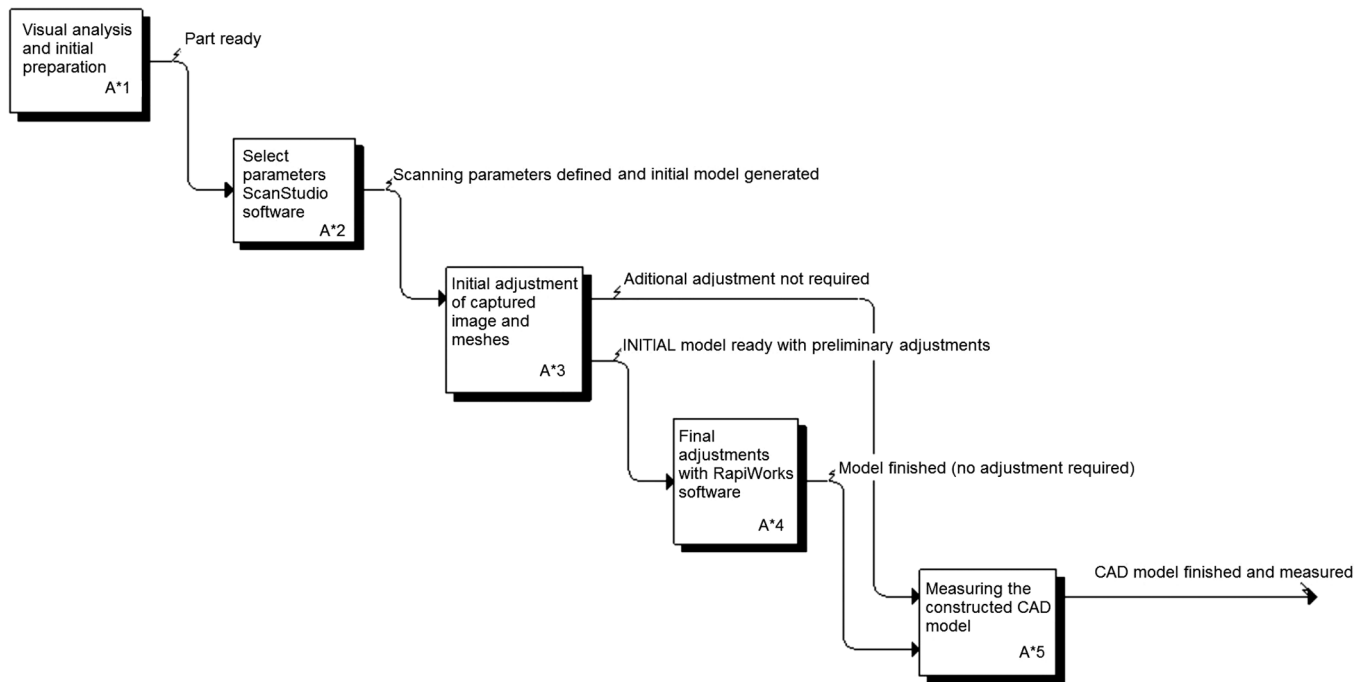 Visual analysis
and initial
preparation
A*1
Part ready
Select
parameters
ScanStudio
software
A*2
Scanning parameters defined and initial model generated
Initial adjustment
of captured
image and
meshes
A*3
Aditional adjustment not required
INITIAL model ready with preliminary adjustments
Final
adjustments
with RapiWorks
software
A*4
Model finished (no adjustment required)
Measuring the
constructed CAD
model
A*5
CAD model finished and measured